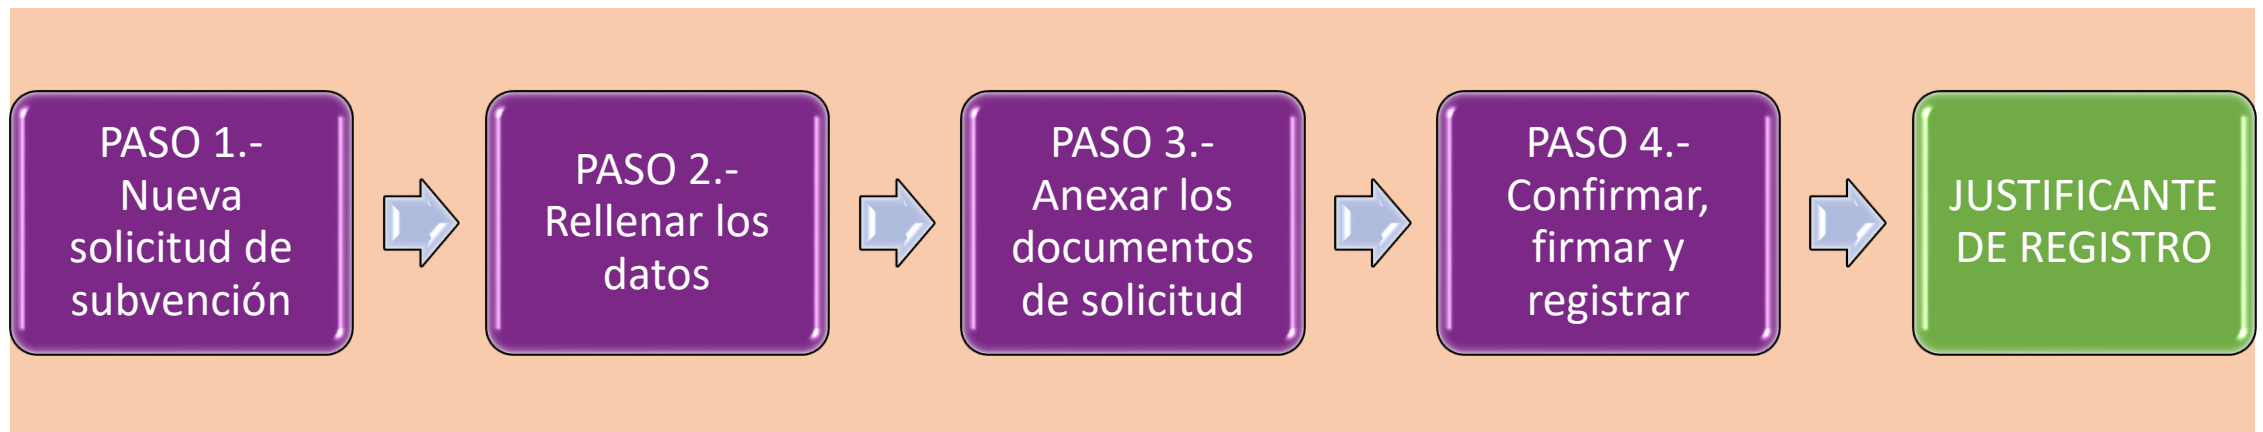 PASO 1.-
Nueva
solicitud de
subvención
PASO 2.-
Rellenar los
datos
PASO 3.-
Anexar los
documentos
de solicitud
PASO 4.-
Confirmar,
firmar y
registrar
JUSTIFICANTE
DE REGISTRO